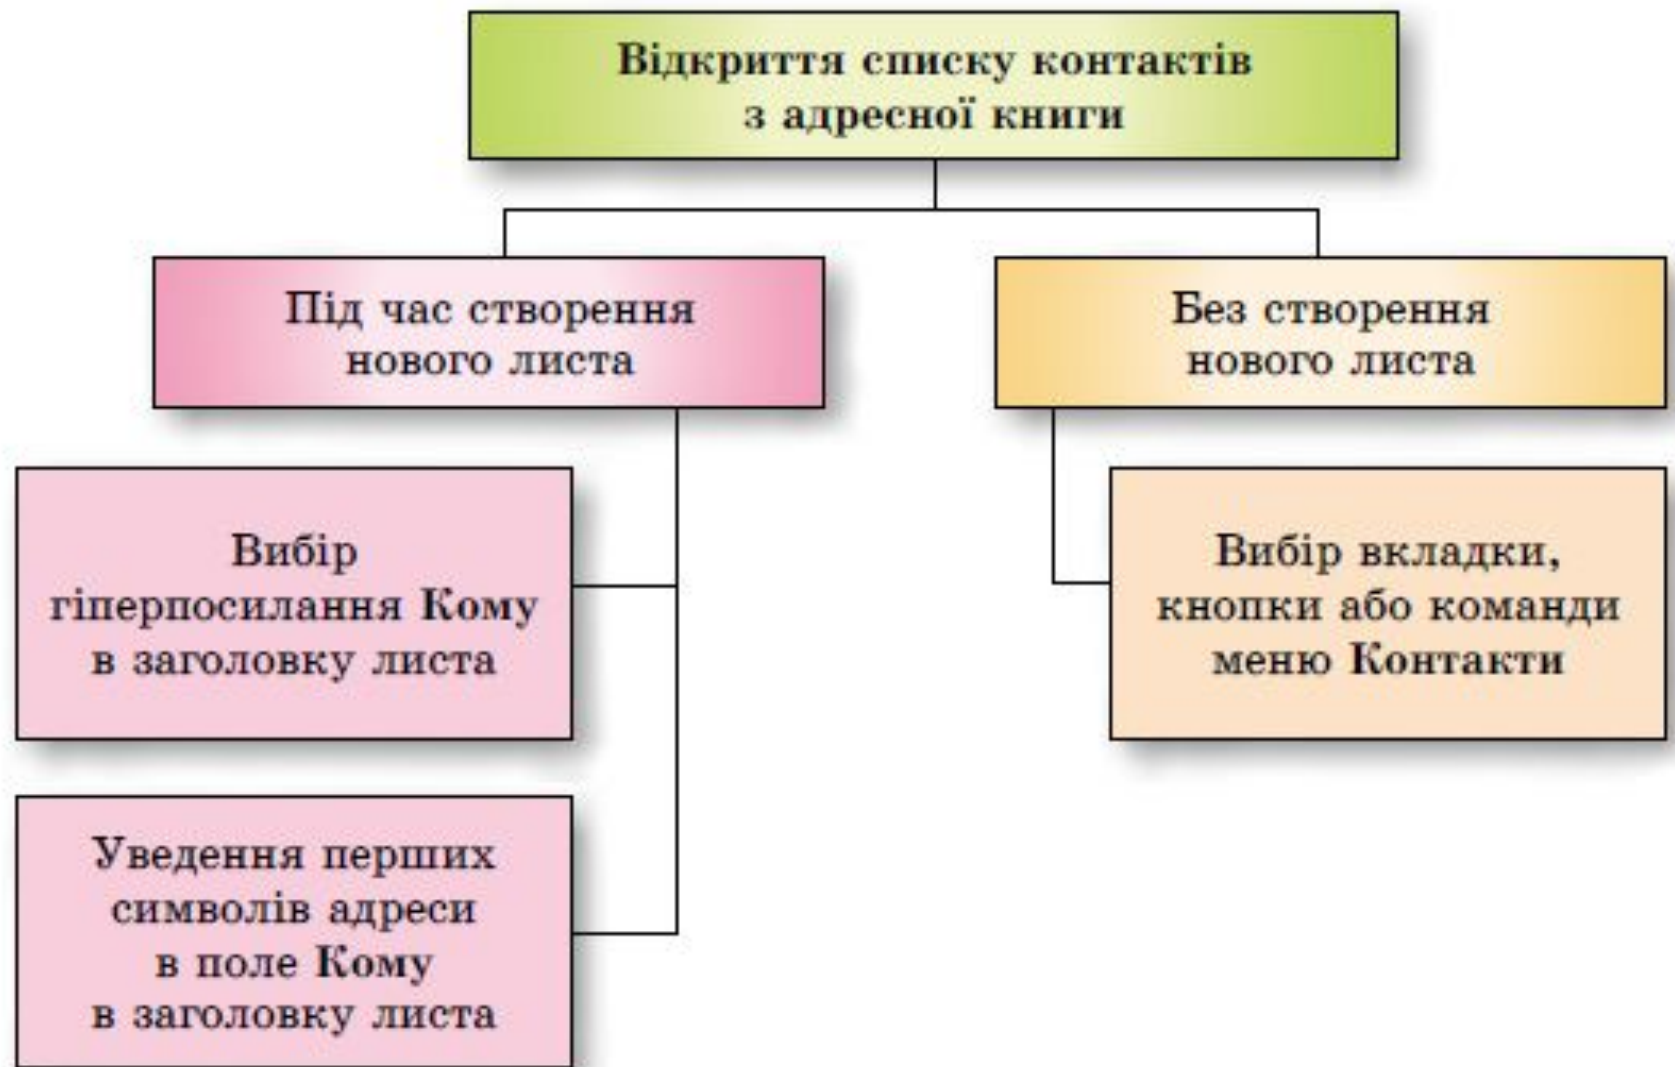 Відкриття списку контактів
з адресної книги
Під час створення
нового листа
Без створення
нового листа
Вибір
гіперпосилання Кому
в заголовку листа
Вибір вкладки,
кнопки або команди
меню Контакти
Уведення перших
символів адреси
в поле Кому
в заголовку листа